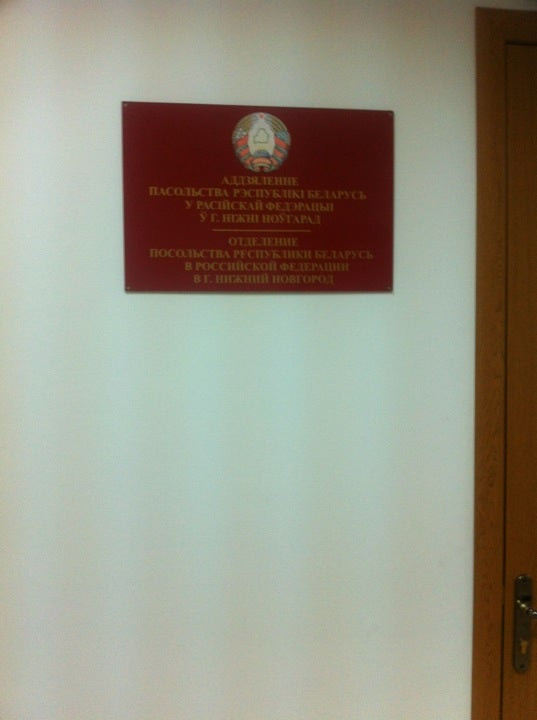 АДДЗЯЛЕННЕ
ПАСОЛЬСТВА РЭСПУБЛІКІ БЕЛАРУСЬ
У РАСІЙСКАЙ ФЕДЭРАЦЫІ
Ў Г. НІЖНІ НОЎГАРАД
ОТДЕЛЕНИЕ
ПОСОЛЬСТВА РЕСПУБЛИКИ БЕЛАРУСЬ
В РОССИЙСКОЙ ФЕДЕРАЦИИ
В Г. НИЖНИЙ НОВГОРОД